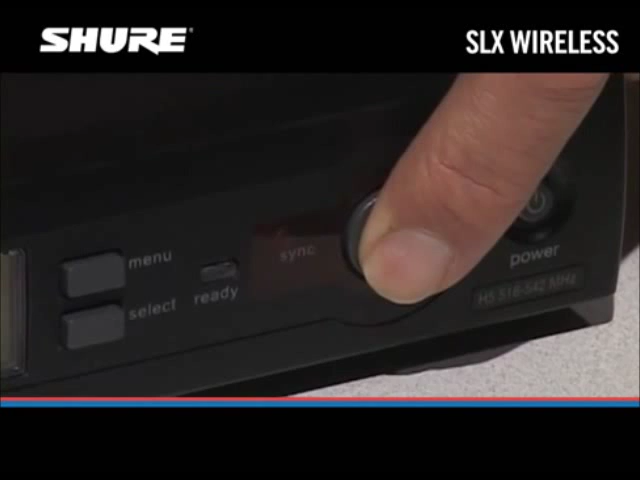 SHURE®
SLX WIRELESS
menu
select
ready
sync
power
H5 518-542 MHz